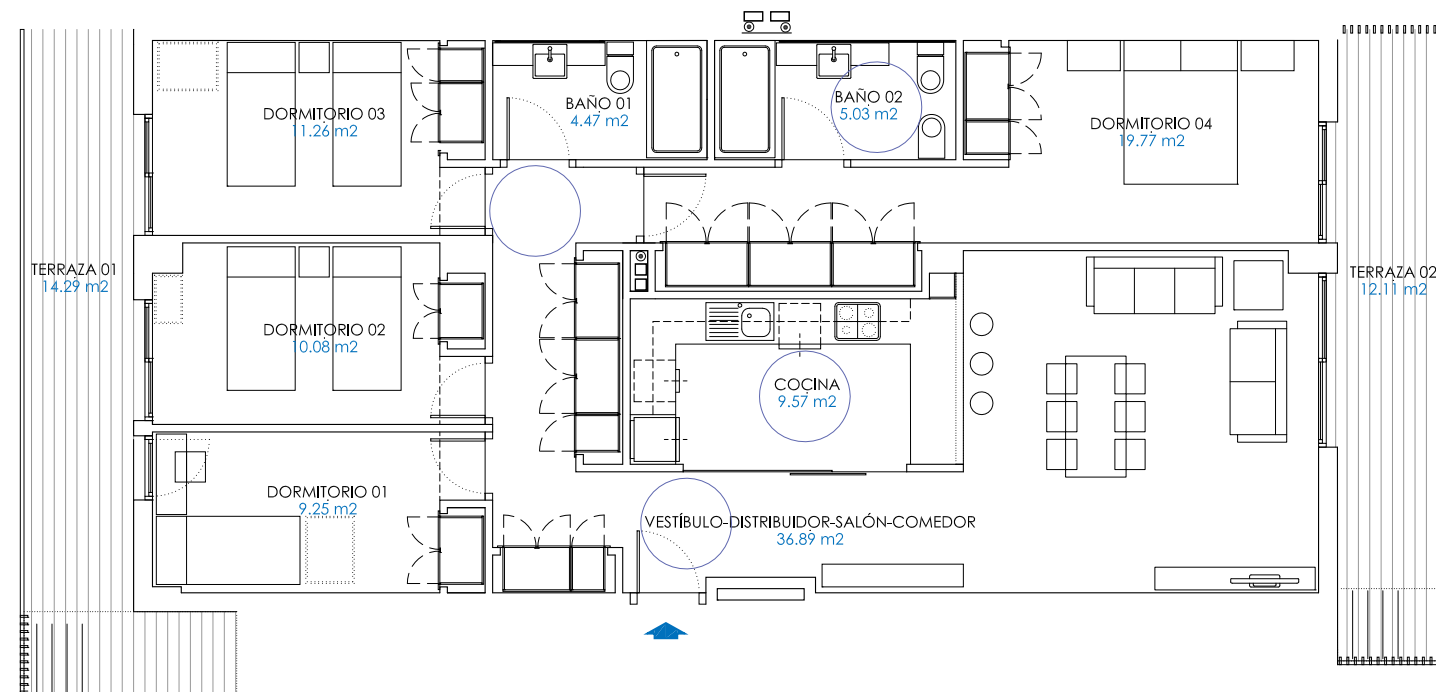 DORMITORIO 03
11.26 m2
BAÑO 01
4.47 m2
BAÑO 02
5.03 m2
DORMITORIO 04
19.77 m2
TERRAZA 01
14.29 m2
DORMITORIO 02
10.08 m2
TERRAZA 02
12.11 m2
COCINA
9.57 m2
DORMITORIO 01
9.25 m2
VESTÍBULO-DISTRIBUIDOR-SALÓN-COMEDOR
36.89 m2